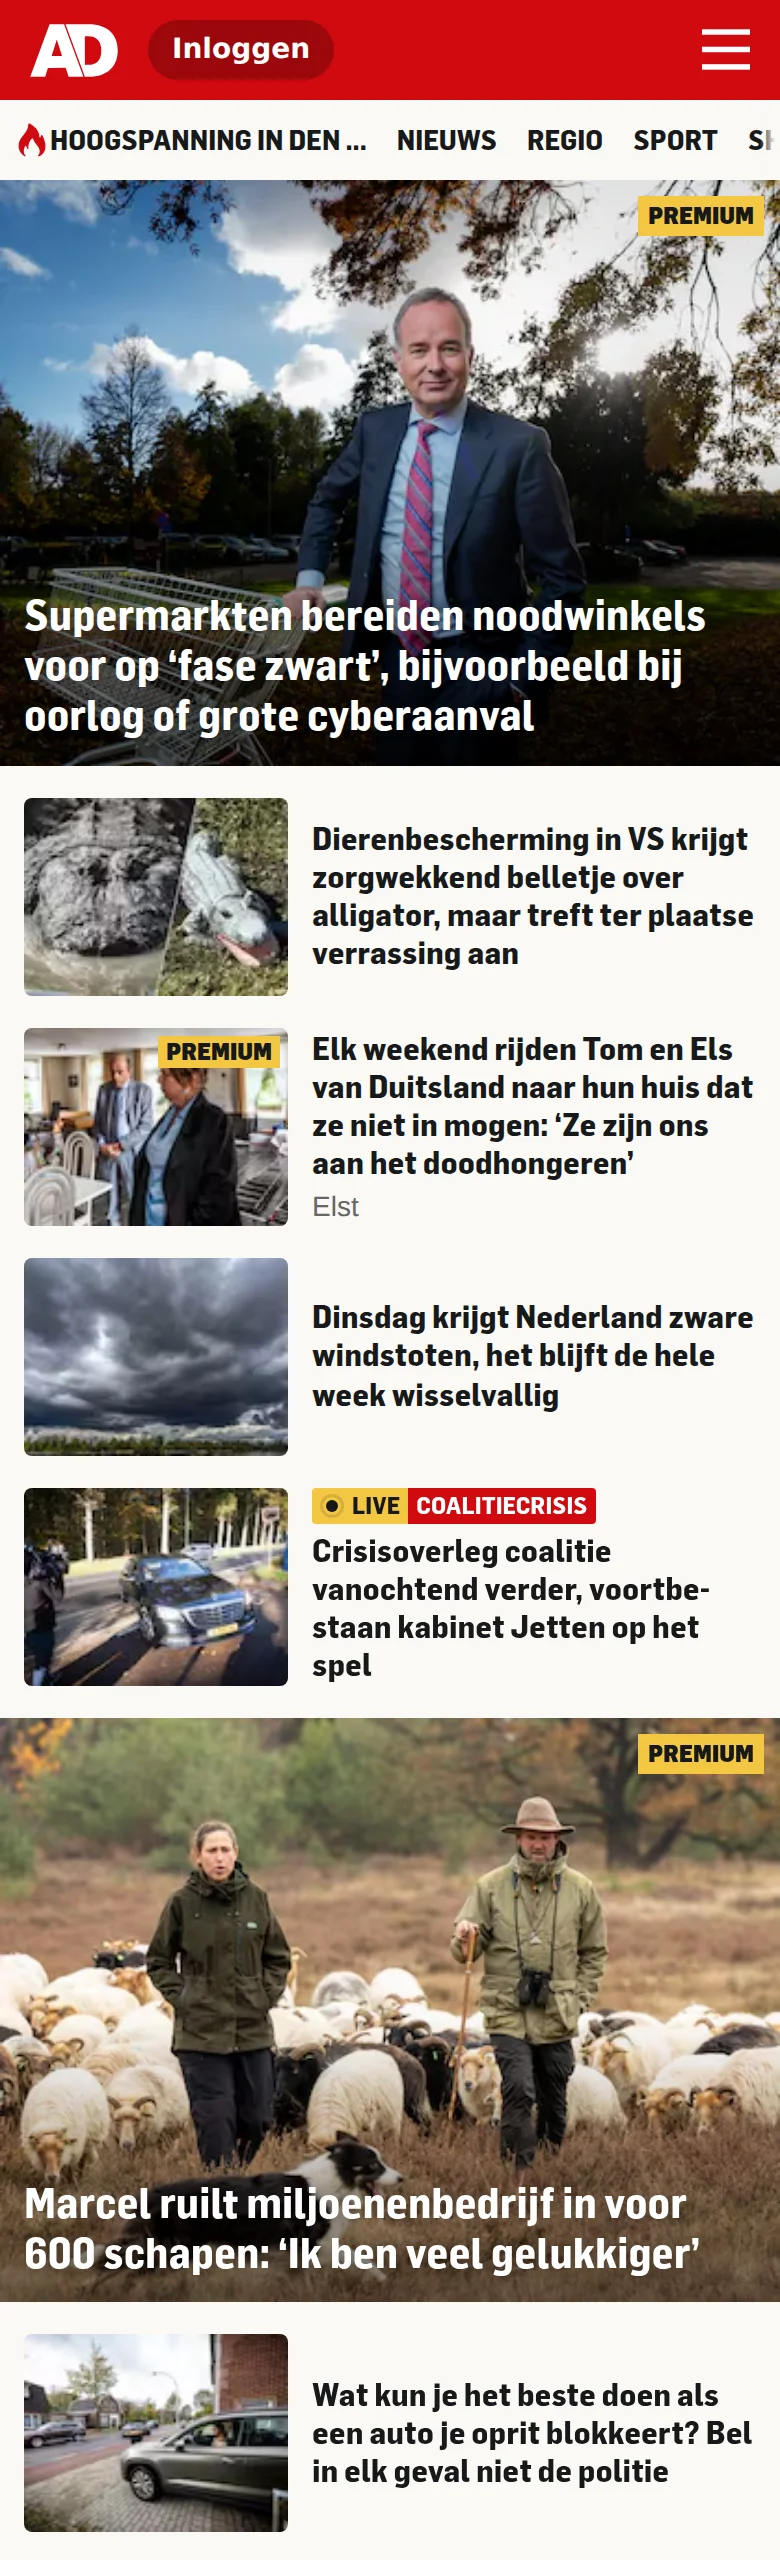 AD Inloggen
HOOGSPANNING IN DEN ... NIEUWS REGIO SPORT
PREMIUM
Supermarkten bereiden noodwinkels
voor op ‘fase zwart’, bijvoorbeeld bij
oorlog of grote cyberaanval
Dierenbescherming in VS krijgt
zorgwekkend belletje over
alligator, maar treft ter plaatse
verrassing aan
PREMIUM
Elk weekend rijden Tom en Els
van Duitsland naar hun huis dat
ze niet in mogen: ‘Ze zijn ons
aan het doodhongeren’
Elst
Dinsdag krijgt Nederland zware
windstoten, het blijft de hele
week wisselvallig
LIVE COALITIECRISIS
Crisisoverleg coalitie
vanochtend verder, voortbe-
staan kabinet Jetten op het
spel
PREMIUM
Marcel ruilt miljoenenbedrijf in voor
600 schapen: ‘Ik ben veel gelukkiger’
Wat kun je het beste doen als
een auto je oprit blokkeert? Bel
in elk geval niet de politie